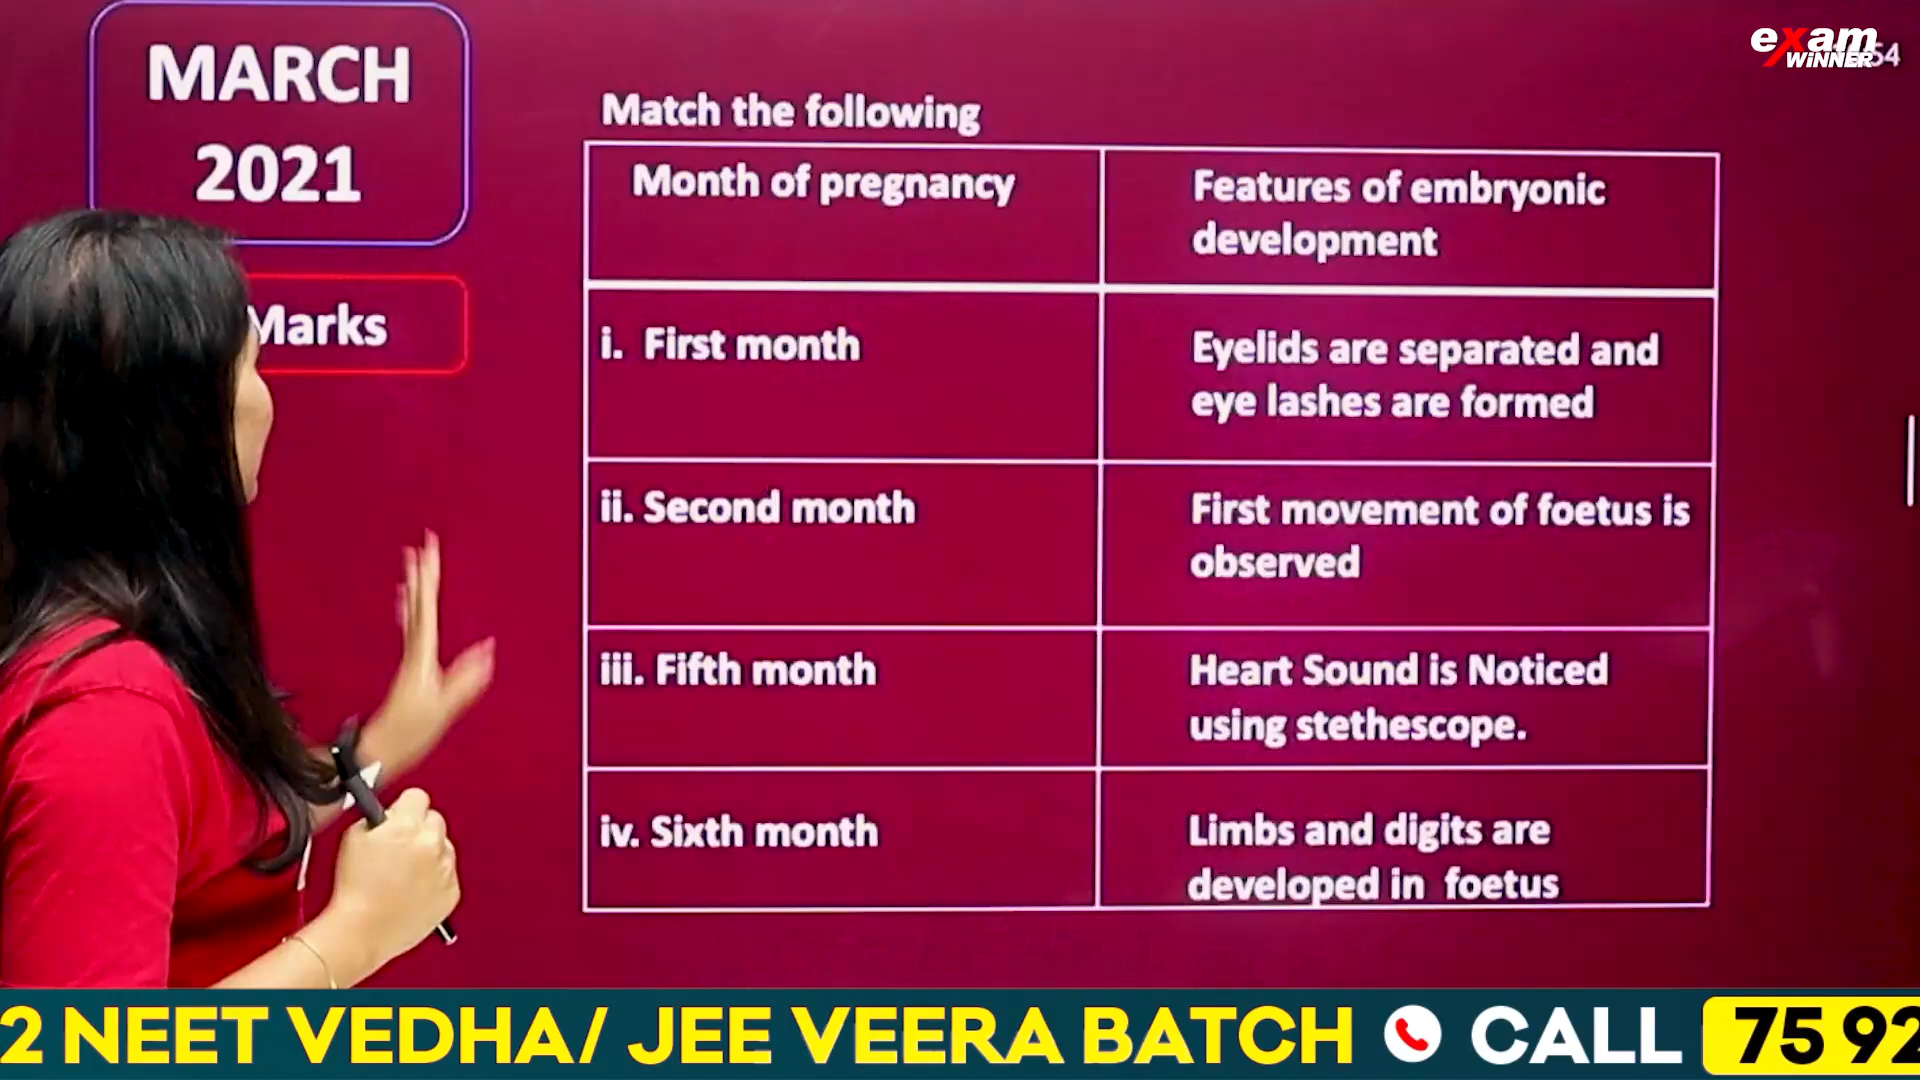 MARCH
2021
Marks
exam
WiNNER
54
Match the following
Month of pregnancy
Features of embryonic
development
i. First month
Eyelids are separated and
eye lashes are formed
ii. Second month
First movement of foetus is
observed
iii. Fifth month
Heart Sound is Noticed
using stethescope.
iv. Sixth month
Limbs and digits are
developed in foetus
2 NEET VEDHA/ JEE VEERA BATCH CALL 75 92